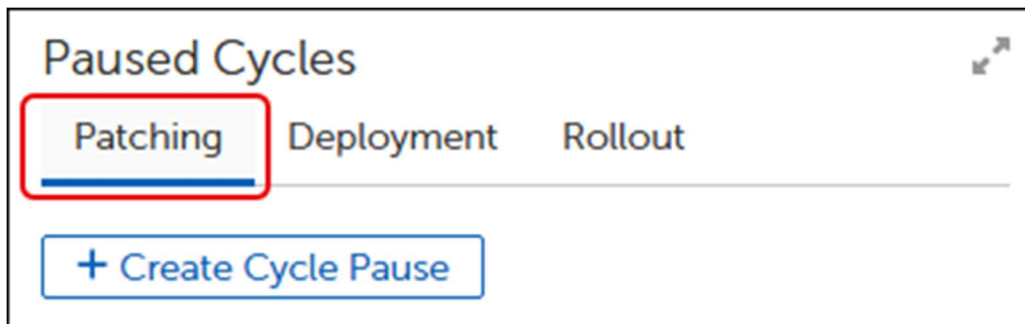 Paused Cycles
Patching Deployment Rollout
+ Create Cycle Pause